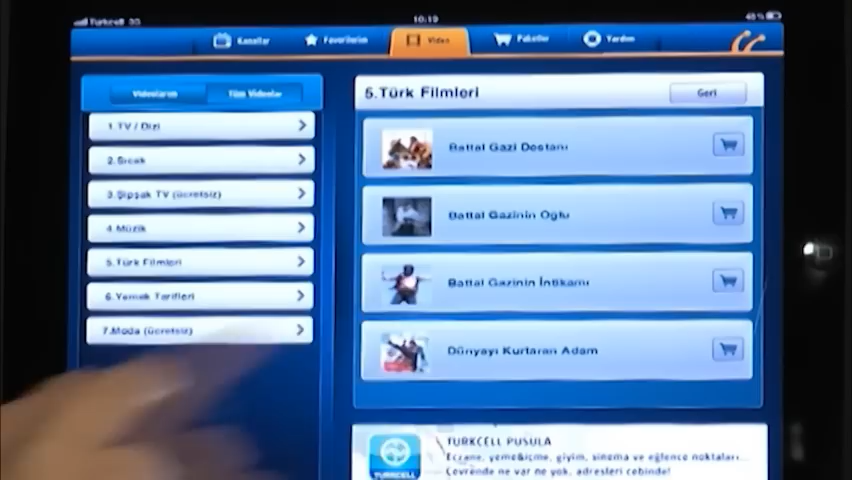 Turkcell 3G
10:19
45%
Kanallar
Favorilerim
Video
Paketler
Yardım
Videolarım
Tüm Videolar
1.TV / Dizi
2.Sıcak
3.Şipşak TV (ücretsiz)
4.Müzik
5.Türk Filmleri
6.Yemek Tarifleri
7.Moda (ücretsiz)
5.Türk Filmleri
Geri
Battal Gazi Destanı
Battal Gazinin Oğlu
Battal Gazinin İntikamı
Dünyayı Kurtaran Adam
TURKCELL
TURKCELL PUSULA
Eczane, yeme&içme, giyim, sinema ve eğlence noktaları...
Çevrende ne var ne yok, adresleri cebinde!